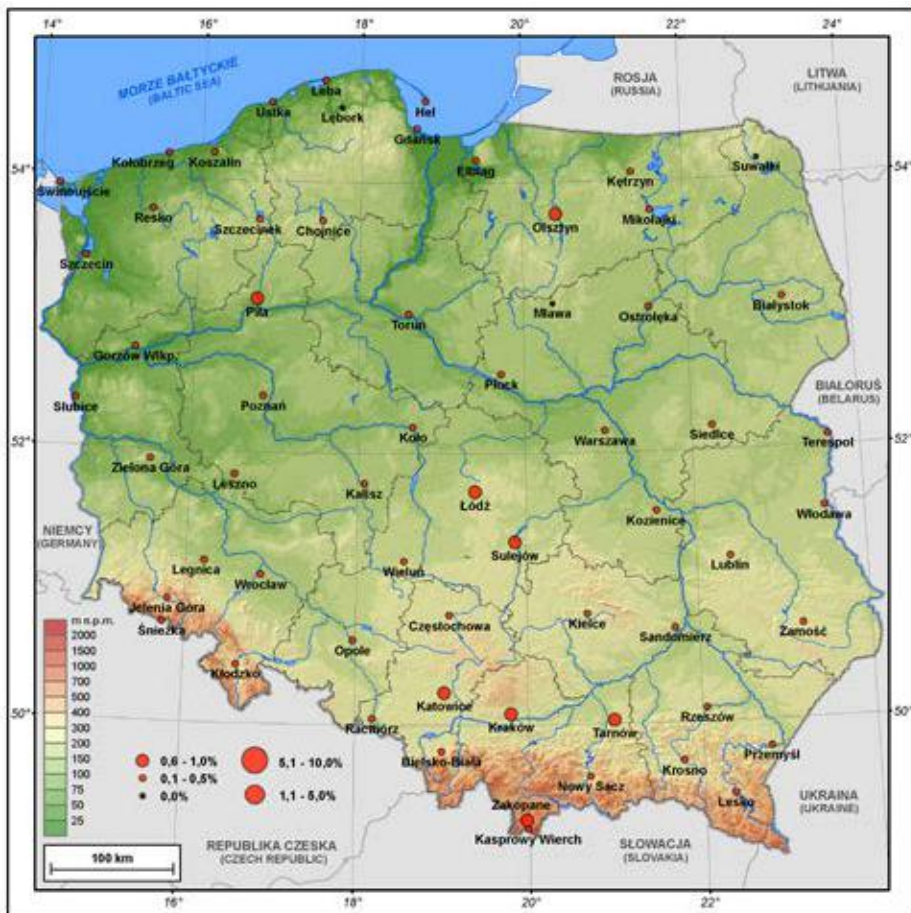 14° 16° 18° 20° 22° 24°
MORZE BAŁTYCKIE
(BALTIC SEA)
ROSJA
(RUSSIA)
LITWA
(LITHUANIA)
Łeba
Ustka
Hel
Lębork
Gdańsk
54°
54°
Kołobrzeg
Koszalin
Elbląg
Suwałki
Świnoujście
Kętrzyn
Resko
Szczecinek
Chojnice
Olsztyn
Mikołajki
Szczecin
Piła
Toruń
Mława
Ostrołęka
Białystok
Gorzów Wlkp.
Płock
BIAŁORUŚ
(BELARUS)
Słubice
Poznań
Koło
Warszawa
Siedlce
Terespol
52°
52°
Zielona Góra
Leszno
Kalisz
Łódź
Kozienice
Włodawa
NIEMCY
(GERMANY)
Sulejów
Legnica
Wrocław
Wieluń
Lublin
Jelenia Góra
Śnieżka
Częstochowa
Kielce
Sandomierz
Zamość
Opole
Kłodzko
m n.p.m.
2000
1500
1000
700
500
400
300
200
150
100
75
50
25
50°
50°
Katowice
Kraków
Tarnów
Rzeszów
Racibórz
Przemyśl
Bielsko-Biała
Nowy Sącz
Krosno
Lesko
0,6 - 1,0%
5,1 - 10,0%
0,1 - 0,5%
1,1 - 5,0%
0,0%
Zakopane
Kasprowy Wierch
UKRAINA
(UKRAINE)
REPUBLIKA CZESKA
(CZECH REPUBLIC)
SŁOWACJA
(SLOVAKIA)
100 km
16° 18° 20° 22°